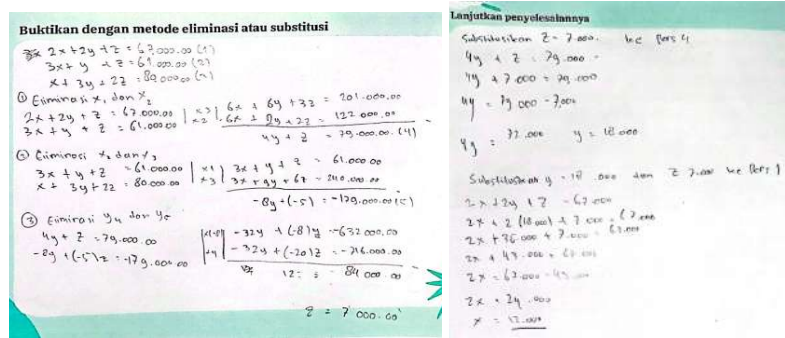 Buktikan dengan metode eliminasi atau substitusi
2x + 2y + z = 67.000.00 (1)
3x + y + z = 61.000.00 (2)
x + 3y + 2z = 80.000.00
① Eliminasi x, dan x2
2x + 2y + z = 67.000.00 | x3 | 6x + 6y + 3z = 201.000.00
3x + y + z = 61.000.00 | x2 | 6x + 2y + 2z = 122.000.00
4y + z = 79.000.00 (4)
② Eiminasi x2 dan x3
3x + y + z = 61.000.00 | x1 | 3x + y + z = 61.000.00
x + 3y + 2z = 80.000.00 | x3 | 3x + 9y + 6z = 240.000.00
-8y + (-5) = -179.000.00 (5)
③ Eiminasi y4 dan y5
4y + z = 79.000.00 | -32y + (-8)y = -632.000.00
-8y + (-5)z = -179.000.00 | x4 | -32y + (-20)z = -716.000.00
12z = 84 000 00
z = 7 000.00
Lanjutkan penyelesaiannya
Substitusikan z = 7.000. ke Pers 4
4y + z = 79.000
4y + 7.000 = 79.000
4y = 79 000 - 7.000
4y = 72.000 y = 18.000
Substitusikan y = 18.000 dan z 7.000 ke Pers 1
2x + 2y + z = 67.000
2x + 2 (18.000) + 7.000 = 67.000
2x + 36.000 + 7.000 = 67.000
2x + 43.000 = 67.000
2x = 67.000 - 43.000
2x = 24.000
x = 12.000